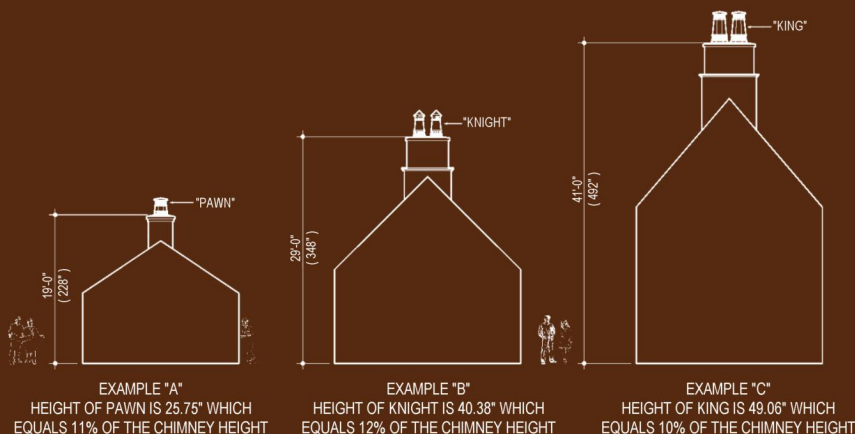 "PAWN"
19'-0"
( 228" )
EXAMPLE "A"
HEIGHT OF PAWN IS 25.75" WHICH
EQUALS 11% OF THE CHIMNEY HEIGHT
"KNIGHT"
29'-0"
( 348" )
EXAMPLE "B"
HEIGHT OF KNIGHT IS 40.38" WHICH
EQUALS 12% OF THE CHIMNEY HEIGHT
"KING"
41'-0"
( 492" )
EXAMPLE "C"
HEIGHT OF KING IS 49.06" WHICH
EQUALS 10% OF THE CHIMNEY HEIGHT